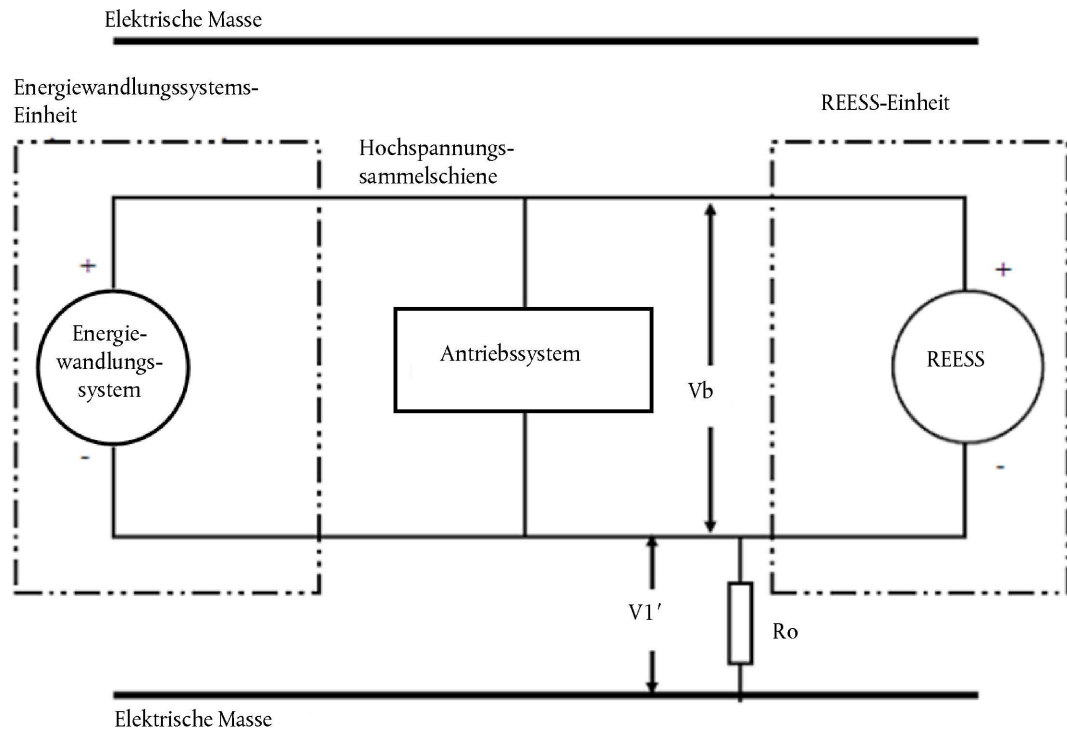 Elektrische Masse
Energiewandlungssystems-
Einheit
REESS-Einheit
Hochspannungs-
sammelschiene
+
+
Energie-
wandlungs-
system
Antriebssystem
REESS
Vb
-
-
V1′
Ro
Elektrische Masse